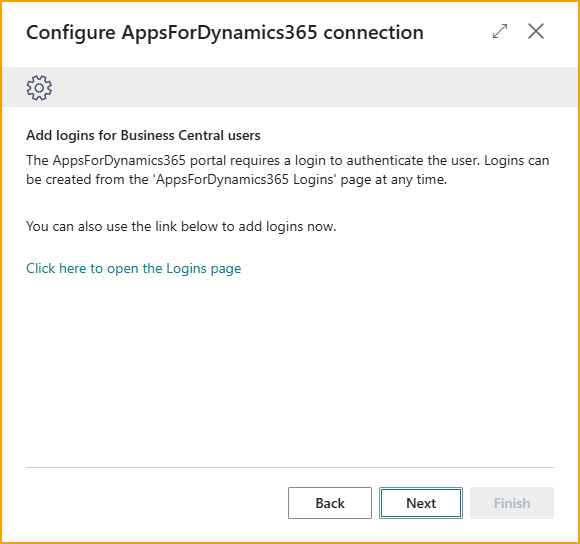 Configure AppsForDynamics365 connection
Add logins for Business Central users
The AppsForDynamics365 portal requires a login to authenticate the user. Logins can
be created from the 'AppsForDynamics365 Logins' page at any time.
You can also use the link below to add logins now.
Click here to open the Logins page
Back
Next
Finish